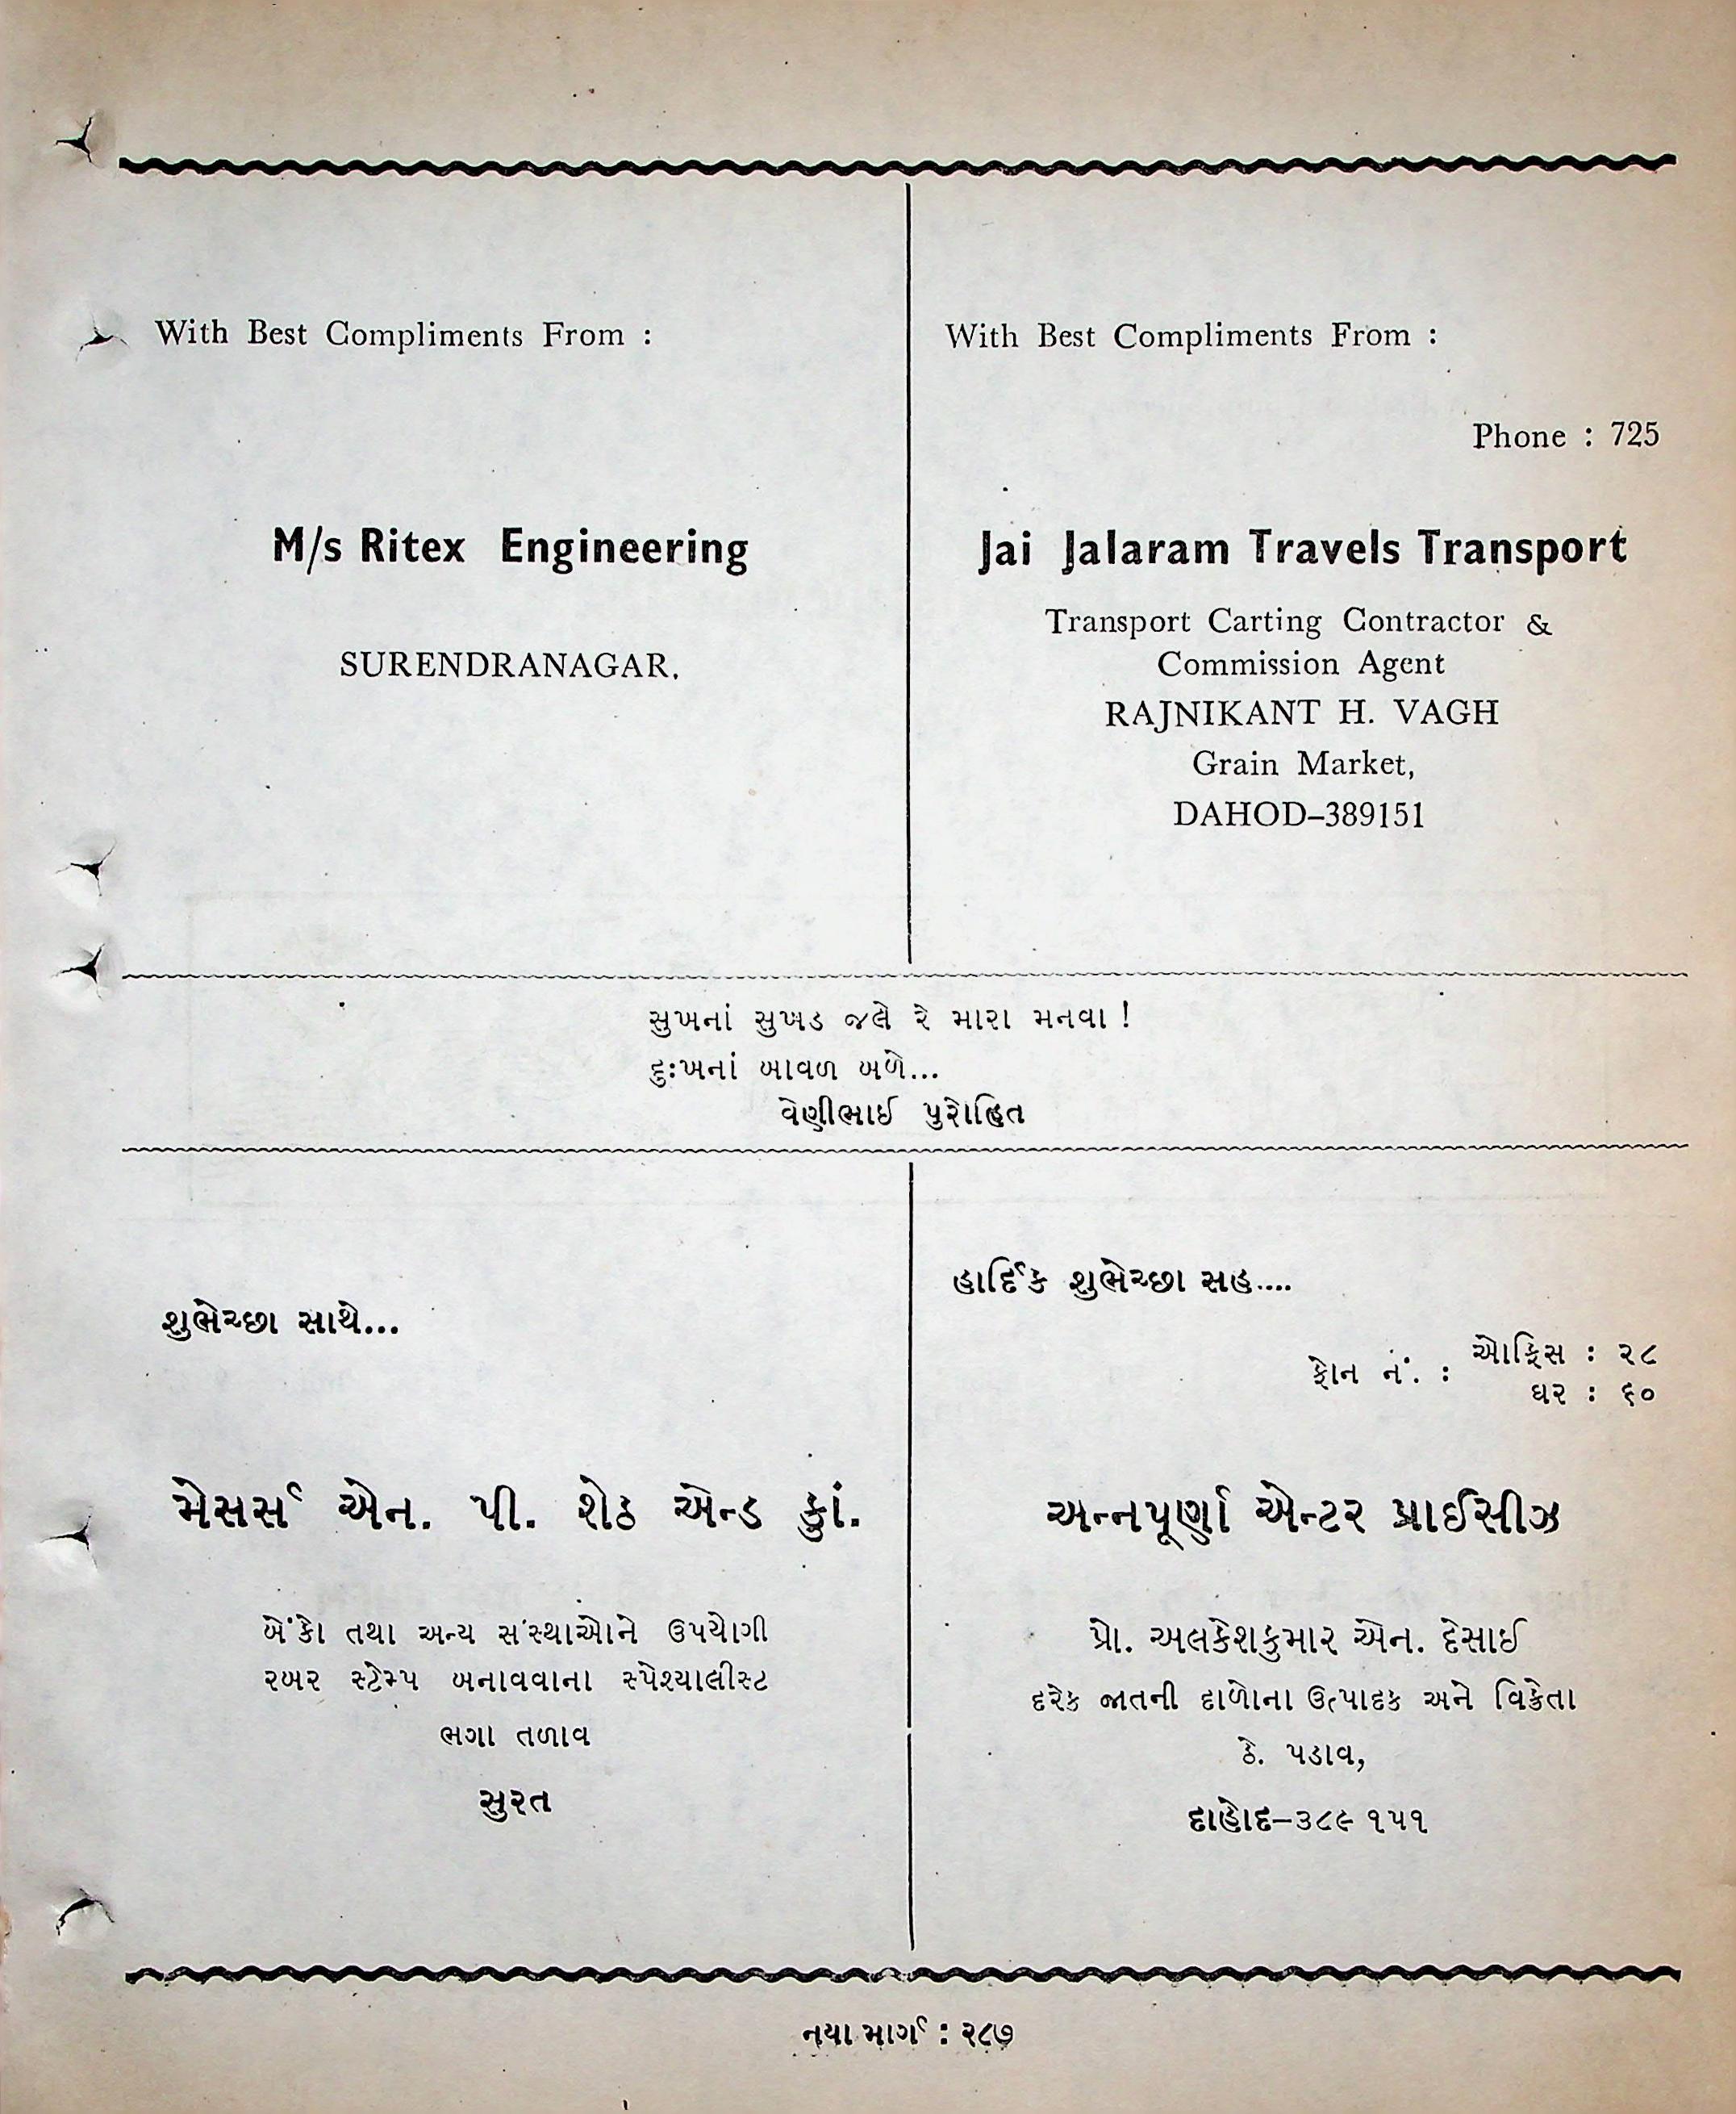 With Best Compliments From :
M/s Ritex Engineering
SURENDRANAGAR.
With Best Compliments From :
Phone : 725
Jai Jalaram Travels Transport
Transport Carting Contractor &
Commission Agent
RAJNIKANT H. VAGH
Grain Market,
DAHOD–389151
સુખનાં સુખડ જલે રે મારા મનવા !
દુઃખનાં બાવળ બળે...
વેણીભાઈ પુરોહિત
શુભેચ્છા સાથે...
મેસર્સ એન. પી. શેઠ એન્ડ કુાં.
બેંકો તથા અન્ય સંસ્થાઓને ઉપયોગી
રબર સ્ટેમ્પ બનાવવાના સ્પેશ્યાલીસ્ટ
ભગા તળાવ
સુરત
હાર્દિક શુભેચ્છા સહ....
ફોન નં. : ઓફિસ : ૨૮
ઘર : ૬૦
અન્નપૂર્ણા એન્ટર પ્રાઈસીઝ
પ્રો. અલકેશકુમાર એન. દેસાઈ
દરેક જાતની દાળોના ઉત્પાદક અને વિક્રેતા
ઠે. પડાવ,
દાહોદ–૩૮૯ ૧૫૧
નયા માર્ગ : ૨૮૭